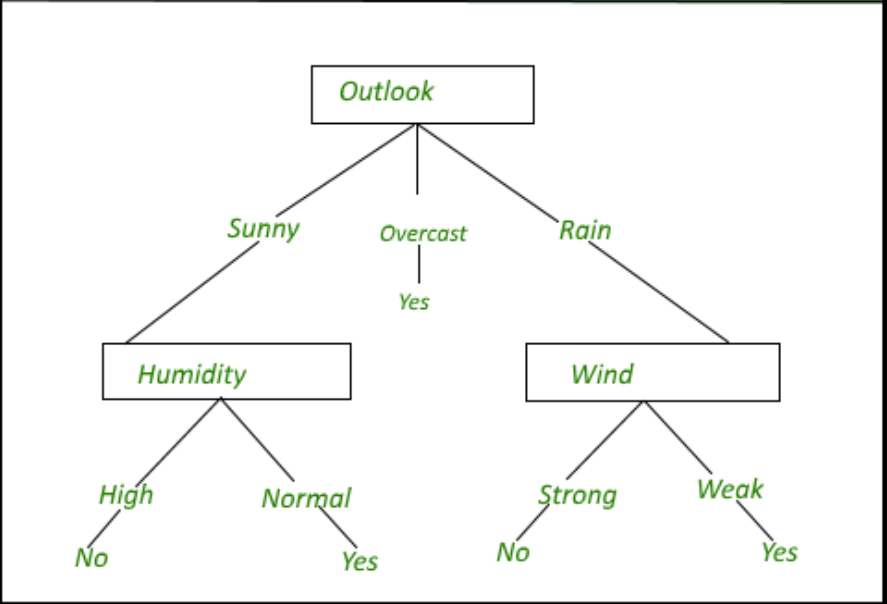 Outlook
Sunny
Overcast
Rain
Yes
Humidity
Wind
High
Normal
Strong
Weak
No
Yes
No
Yes